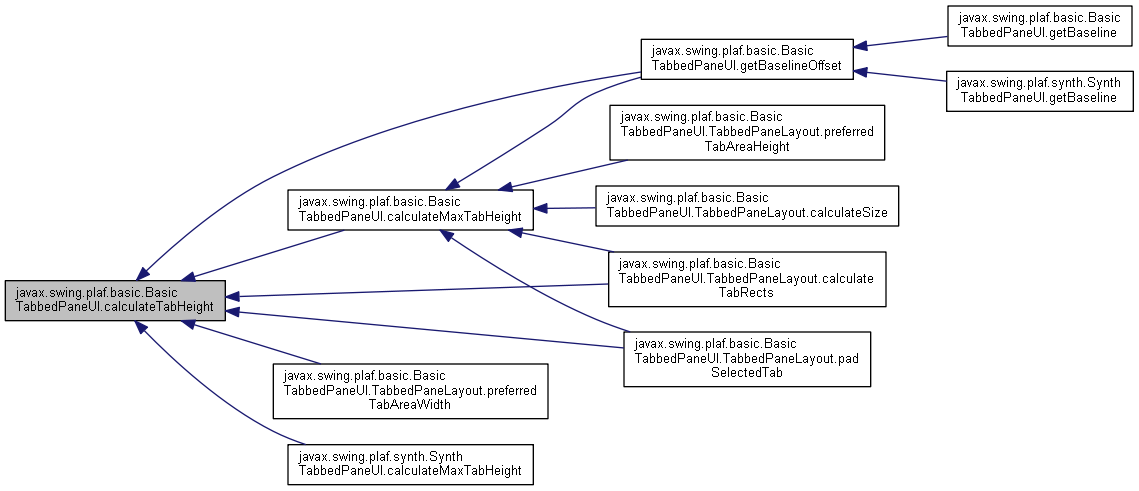 javax.swing.plaf.basic.Basic
TabbedPaneUI.getBaseline
javax.swing.plaf.basic.Basic
TabbedPaneUI.getBaselineOffset
javax.swing.plaf.synth.Synth
TabbedPaneUI.getBaseline
javax.swing.plaf.basic.Basic
TabbedPaneUI.TabbedPaneLayout.preferred
TabAreaHeight
javax.swing.plaf.basic.Basic
TabbedPaneUI.calculateMaxTabHeight
javax.swing.plaf.basic.Basic
TabbedPaneUI.TabbedPaneLayout.calculateSize
javax.swing.plaf.basic.Basic
TabbedPaneUI.TabbedPaneLayout.calculate
TabRects
javax.swing.plaf.basic.Basic
TabbedPaneUI.calculateTabHeight
javax.swing.plaf.basic.Basic
TabbedPaneUI.TabbedPaneLayout.pad
SelectedTab
javax.swing.plaf.basic.Basic
TabbedPaneUI.TabbedPaneLayout.preferred
TabAreaWidth
javax.swing.plaf.synth.Synth
TabbedPaneUI.calculateMaxTabHeight